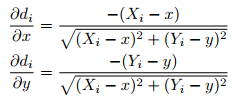 ∂d_i/∂x = −(X_i − x)/√((X_i − x)² + (Y_i − y)²)
∂d_i/∂y = −(Y_i − y)/√((X_i − x)² + (Y_i − y)²)